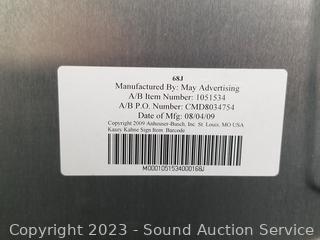 68J
Manufactured By: May Advertising
A/B Item Number: 1051534
A/B P.O. Number: CMD8034754
Date of Mfg: 08/04/09
Copyright 2009 Anheuser-Busch, Inc. St. Louis, MO USA
Kasey Kahne Sign Item Barcode
M0001051534000168J
Copyright 2023 - Sound Auction Service